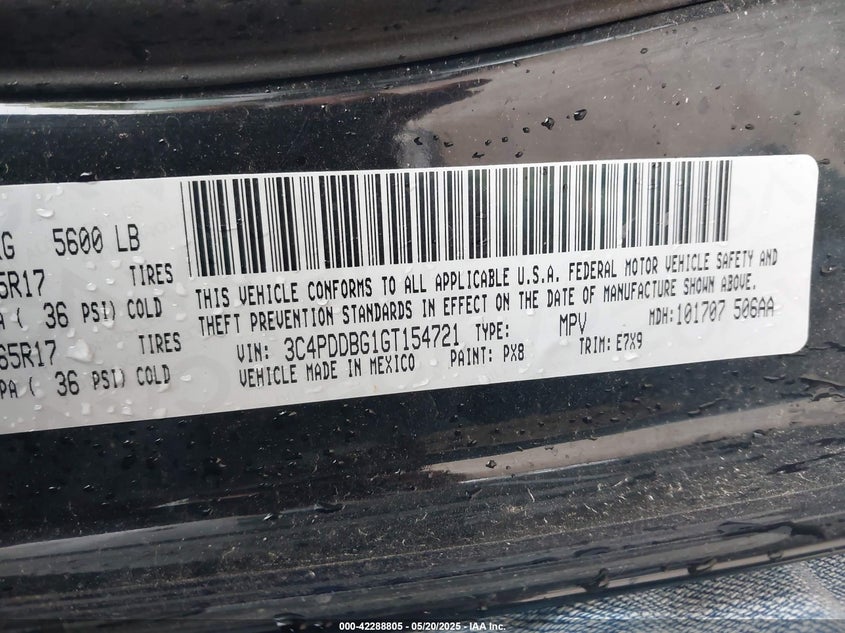 KG 5600 LB
5R17 TIRES
PA ( 36 PSI) COLD
65R17 TIRES
PA ( 36 PSI) COLD
THIS VEHICLE CONFORMS TO ALL APPLICABLE U.S.A. FEDERAL MOTOR VEHICLE SAFETY AND
THEFT PREVENTION STANDARDS IN EFFECT ON THE DATE OF MANUFACTURE SHOWN ABOVE.
VIN: 3C4PDDBG1GT154721 TYPE: MPV MDH:101707 506AA
VEHICLE MADE IN MEXICO PAINT: PX8 TRIM: E7X9
000-42288805 - 05/20/2025 - IAA Inc.